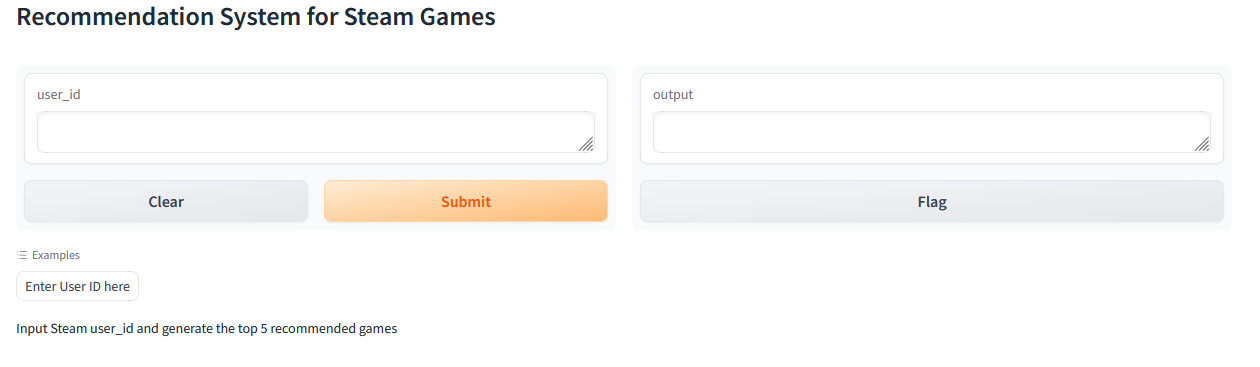 Recommendation System for Steam Games
user_id
output
Clear
Submit
Flag
Examples
Enter User ID here
Input Steam user_id and generate the top 5 recommended games